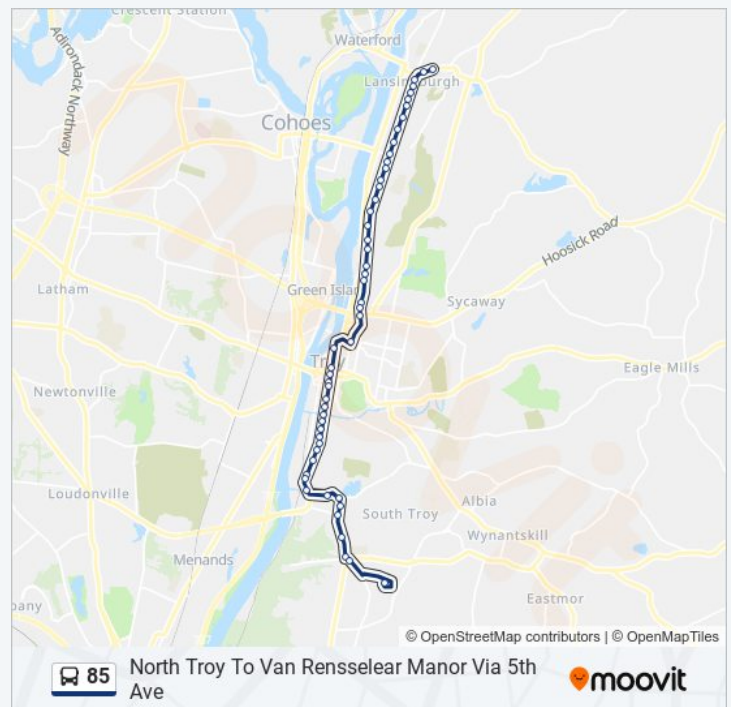 Crescent Station
Waterford
Adirondack Northway
Lansingburgh
Cohoes
Hoosick Road
Latham
Green Island
Sycaway
Troy
Eagle Mills
Newtonville
Loudonville
Albia
South Troy
Wynantskill
Menands
Eastmor
pany
© OpenStreetMap contributors | © OpenMapTiles
85
North Troy To Van Rensselear Manor Via 5th
Ave
moovit